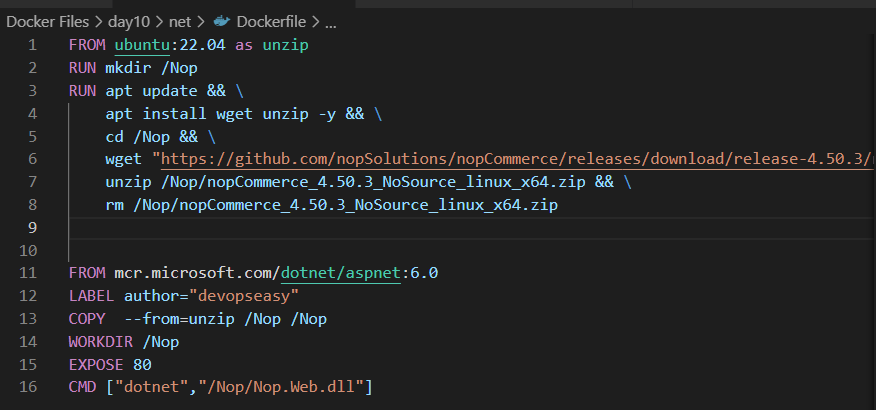 Docker Files > day10 > net > Dockerfile > ...
1 FROM ubuntu:22.04 as unzip
2 RUN mkdir /Nop
3 RUN apt update && \
4 apt install wget unzip -y && \
5 cd /Nop && \
6 wget "https://github.com/nopSolutions/nopCommerce/releases/download/release-4.50.3/
7 unzip /Nop/nopCommerce_4.50.3_NoSource_linux_x64.zip && \
8 rm /Nop/nopCommerce_4.50.3_NoSource_linux_x64.zip
9
10
11 FROM mcr.microsoft.com/dotnet/aspnet:6.0
12 LABEL author="devopseasy"
13 COPY  --from=unzip /Nop /Nop
14 WORKDIR /Nop
15 EXPOSE 80
16 CMD ["dotnet","/Nop/Nop.Web.dll"]